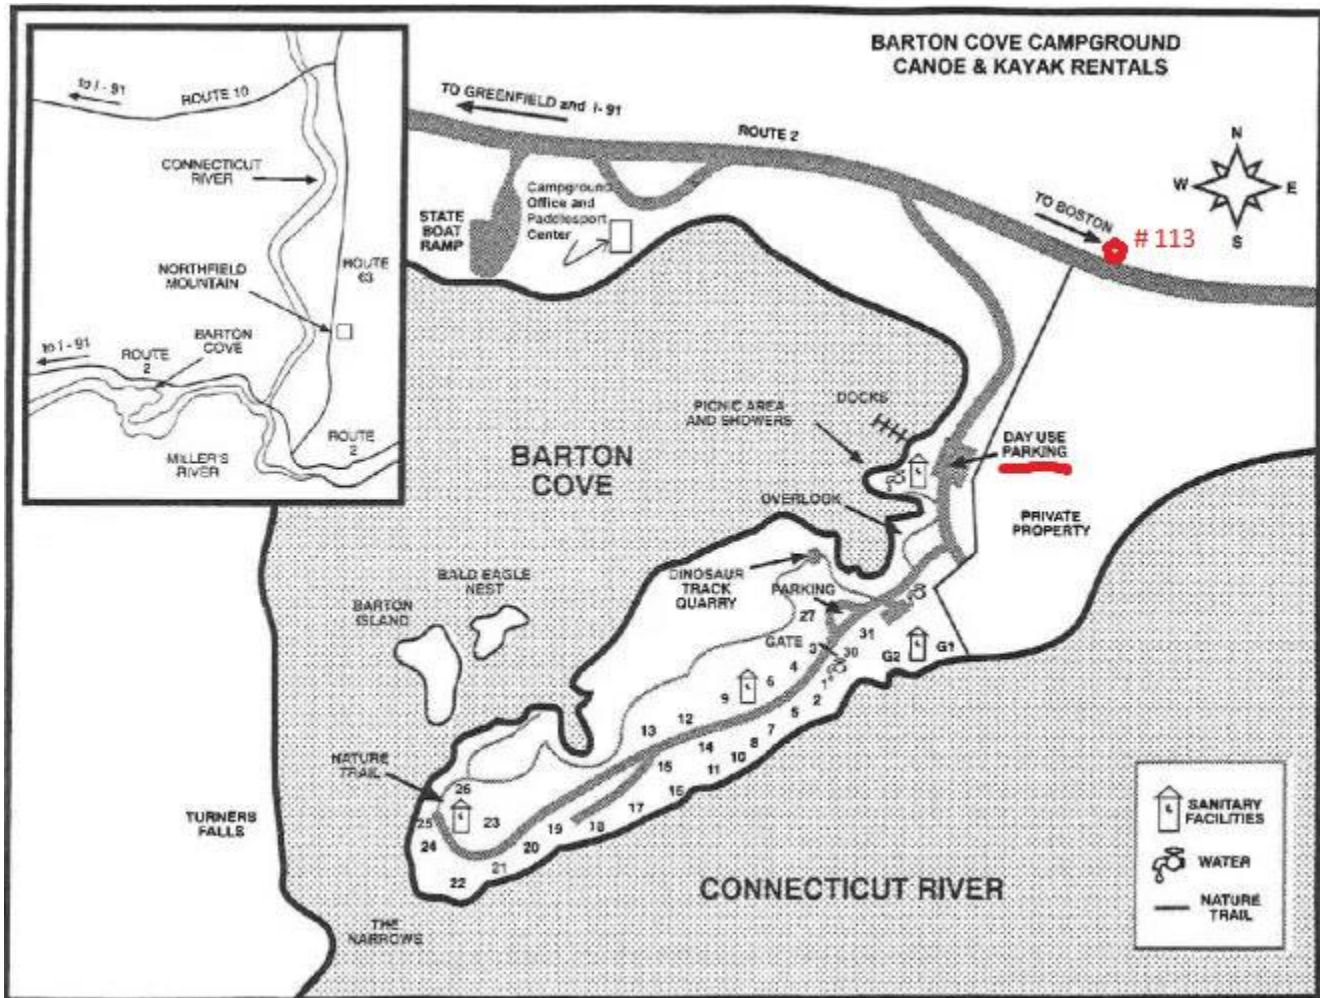 BARTON COVE CAMPGROUND
CANOE & KAYAK RENTALS
to I - 91
ROUTE 10
CONNECTICUT
RIVER
NORTHFIELD
MOUNTAIN
ROUTE
63
BARTON
COVE
to I - 91
ROUTE
2
MILLER'S
RIVER
ROUTE
2
TO GREENFIELD and I-91
ROUTE 2
TO BOSTON
# 113
N
W
E
S
STATE
BOAT
RAMP
Campground
Office and
Paddlesport
Center
PICNIC AREA
AND SHOWERS
DOCKS
DAY USE
PARKING
BARTON
COVE
OVERLOOK
PRIVATE
PROPERTY
BALD EAGLE
NEST
BARTON
ISLAND
DINOSAUR
TRACK
QUARRY
PARKING
27
31
GATE
3
30
G2
G1
4
6
1
9
2
5
12
7
13
8
14
10
15
11
16
17
NATURE
TRAIL
26
25
23
19
18
24
20
21
22
TURNERS
FALLS
THE
NARROWS
CONNECTICUT RIVER
SANITARY
FACILITIES
WATER
NATURE
TRAIL